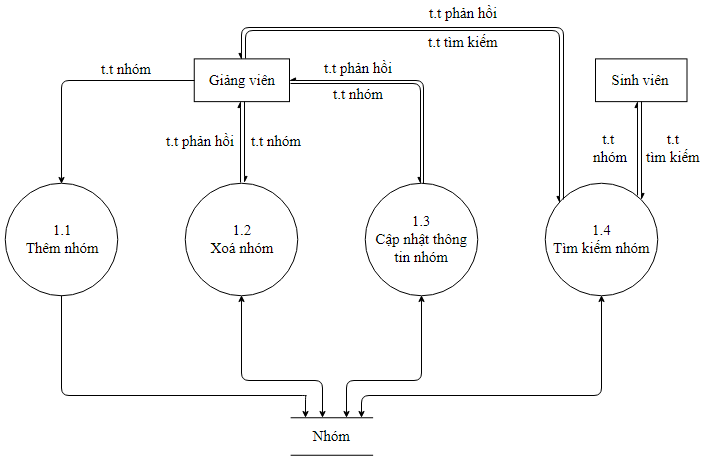 t.t phản hồi
t.t tìm kiếm
t.t nhóm
Giảng viên
t.t phản hồi
t.t nhóm
Sinh viên
t.t phản hồi
t.t nhóm
t.t
nhóm
t.t
tìm kiếm
1.1
Thêm nhóm
1.2
Xoá nhóm
1.3
Cập nhật thông
tin nhóm
1.4
Tìm kiếm nhóm
Nhóm